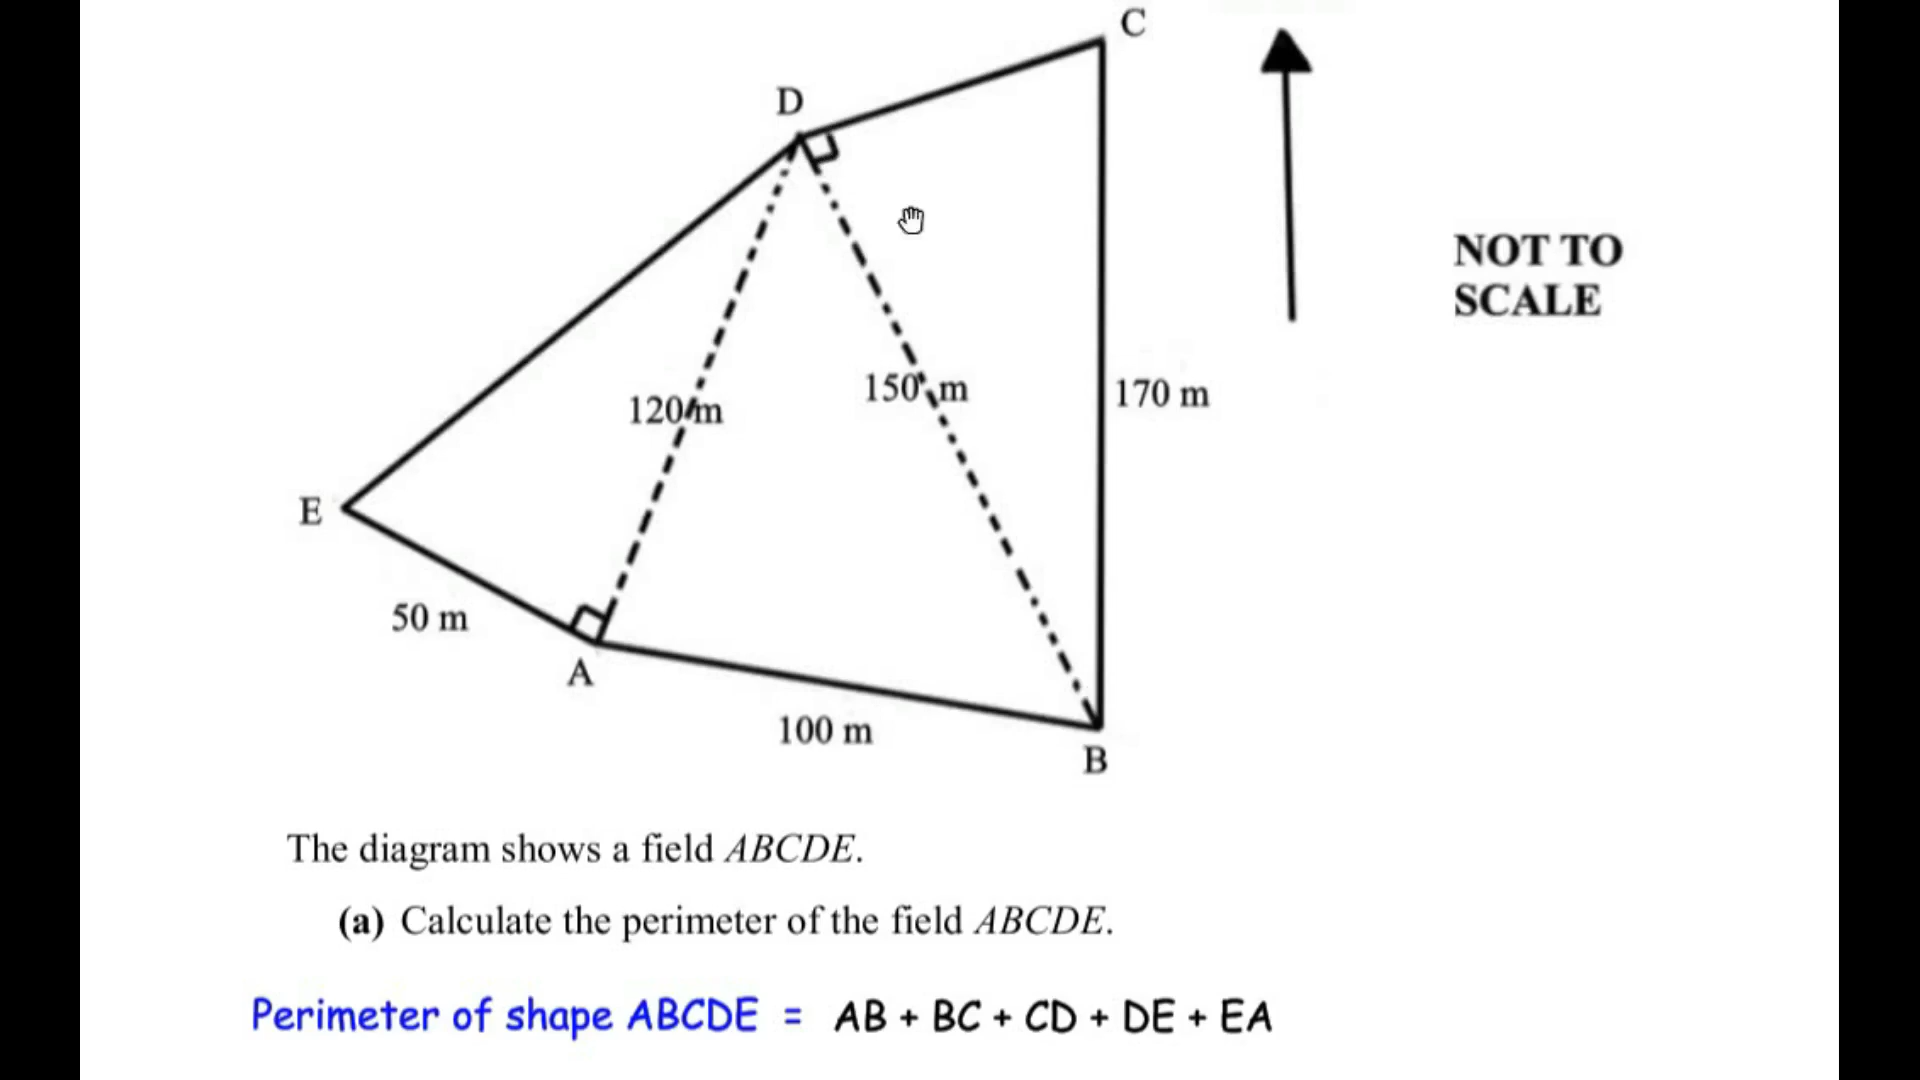 C
D
NOT TO
SCALE
120 m
150 m
170 m
E
50 m
A
100 m
B
The diagram shows a field ABCDE.
(a) Calculate the perimeter of the field ABCDE.
Perimeter of shape ABCDE = AB + BC + CD + DE + EA